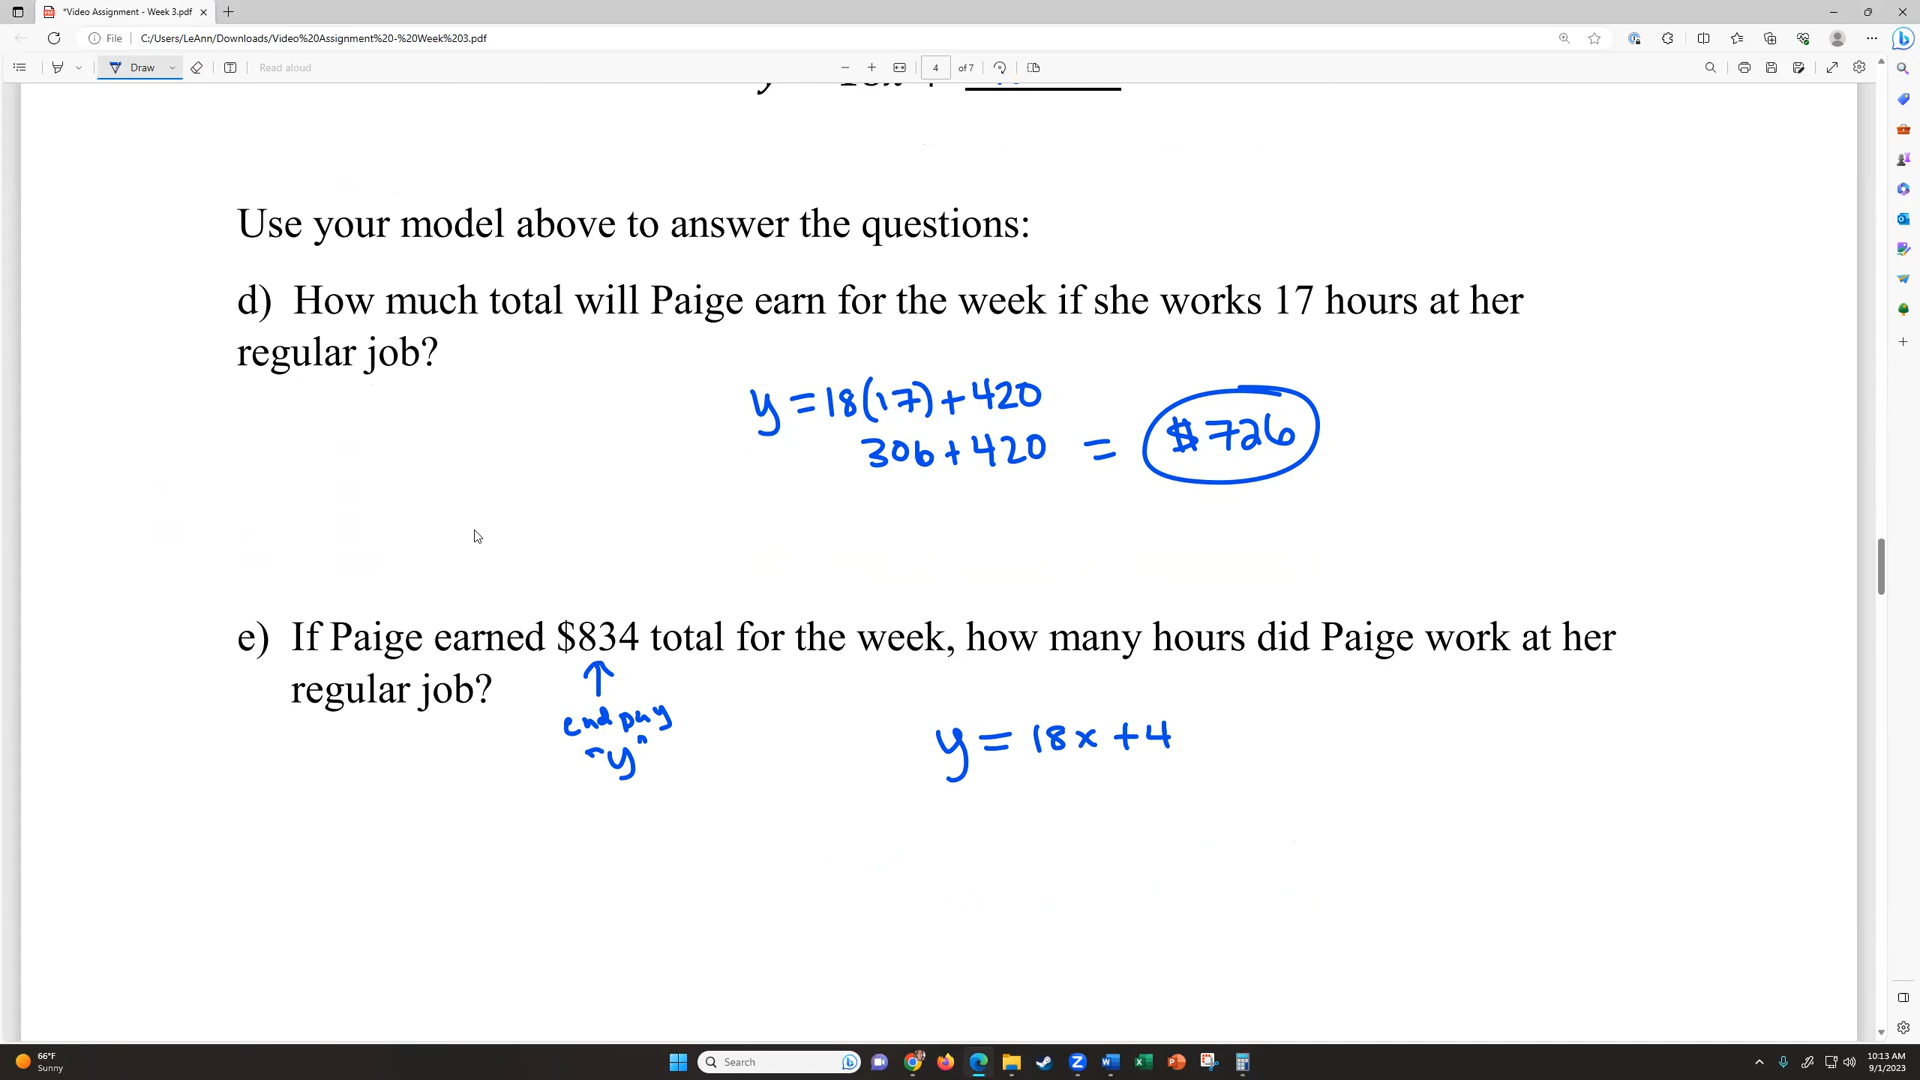 *Video Assignment - Week 3.pdf
File C:/Users/LeAnn/Downloads/Video%20Assignment%20-%20Week%203.pdf
Draw Read aloud 4 of 7
Use your model above to answer the questions:
d) How much total will Paige earn for the week if she works 17 hours at her
regular job?
y = 18(17) + 420
306 + 420 = $726
e) If Paige earned $834 total for the week, how many hours did Paige work at her
regular job?
end pay
"y"
y = 18x + 4
66°F
Sunny
Search
10:13 AM
9/1/2023